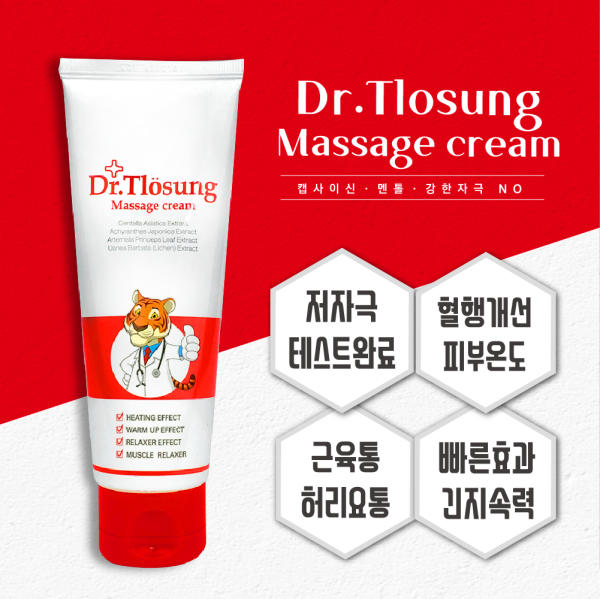 Dr.Tlosung
Massage cream
캡사이신 · 멘톨 · 강한자극 NO
Dr.Tlösung
Massage cream
Centella Asiatica Extract,
Achyranthes Japonica Extract
Artemisia Princeps Leaf Extract
Usnea Barbata (Lichen) Extract
HEATING EFFECT
WARM UP EFFECT
RELAXER EFFECT
MUSCLE RELAXER
저자극
테스트완료
혈행개선
피부온도
근육통
허리요통
빠른효과
긴지속력